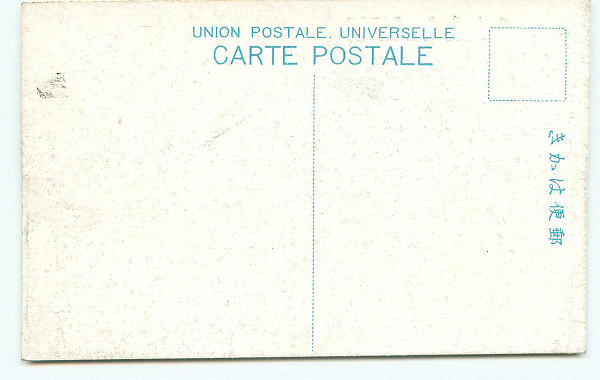 UNION POSTALE. UNIVERSELLE
CARTE POSTALE
郵便はかき